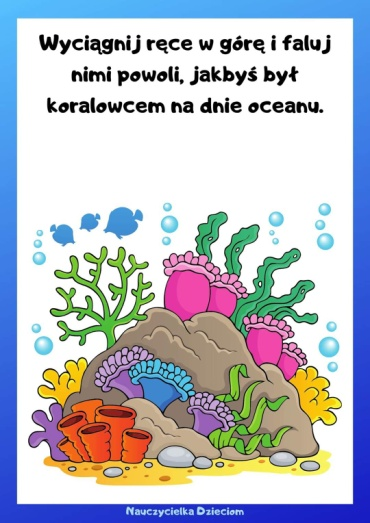 Wyciągnij ręce w górę i faluj
nimi powoli, jakbyś był
koralowcem na dnie oceanu.
Nauczycielka Dzieciom